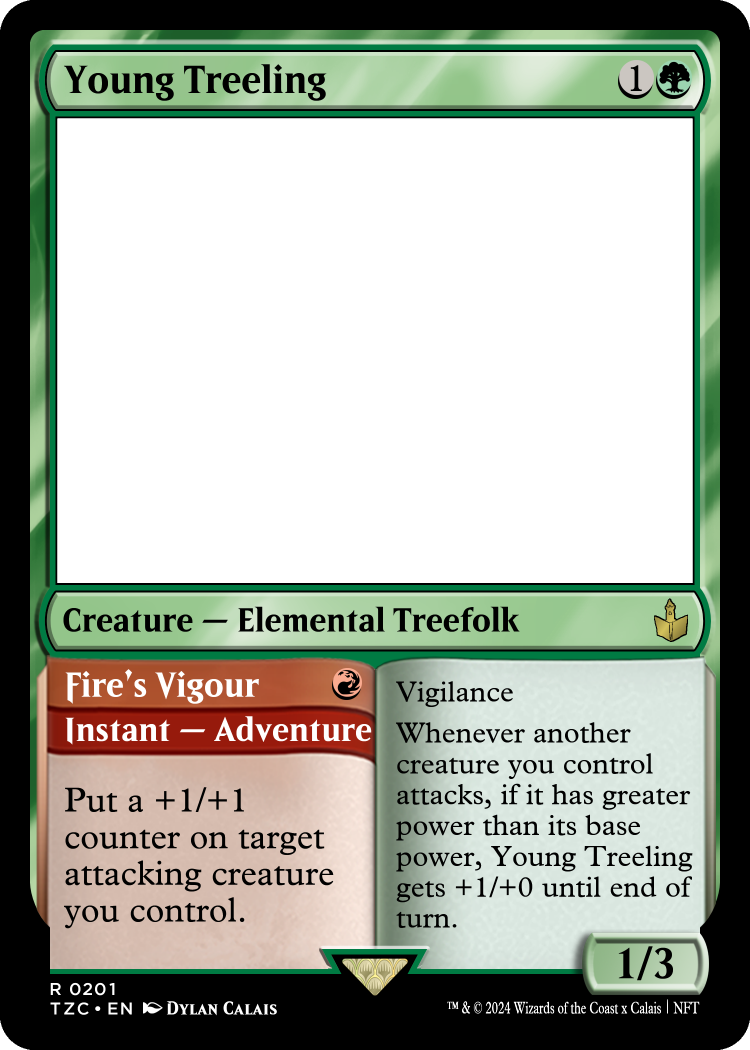 Young Treeling 1
Creature — Elemental Treefolk
Fire's Vigour
Instant — Adventure
Put a +1/+1
counter on target
attacking creature
you control.
Vigilance
Whenever another
creature you control
attacks, if it has greater
power than its base
power, Young Treeling
gets +1/+0 until end of
turn.
1/3
R 0201
TZC • EN Dylan Calais
™ & © 2024 Wizards of the Coast x Calais | NFT